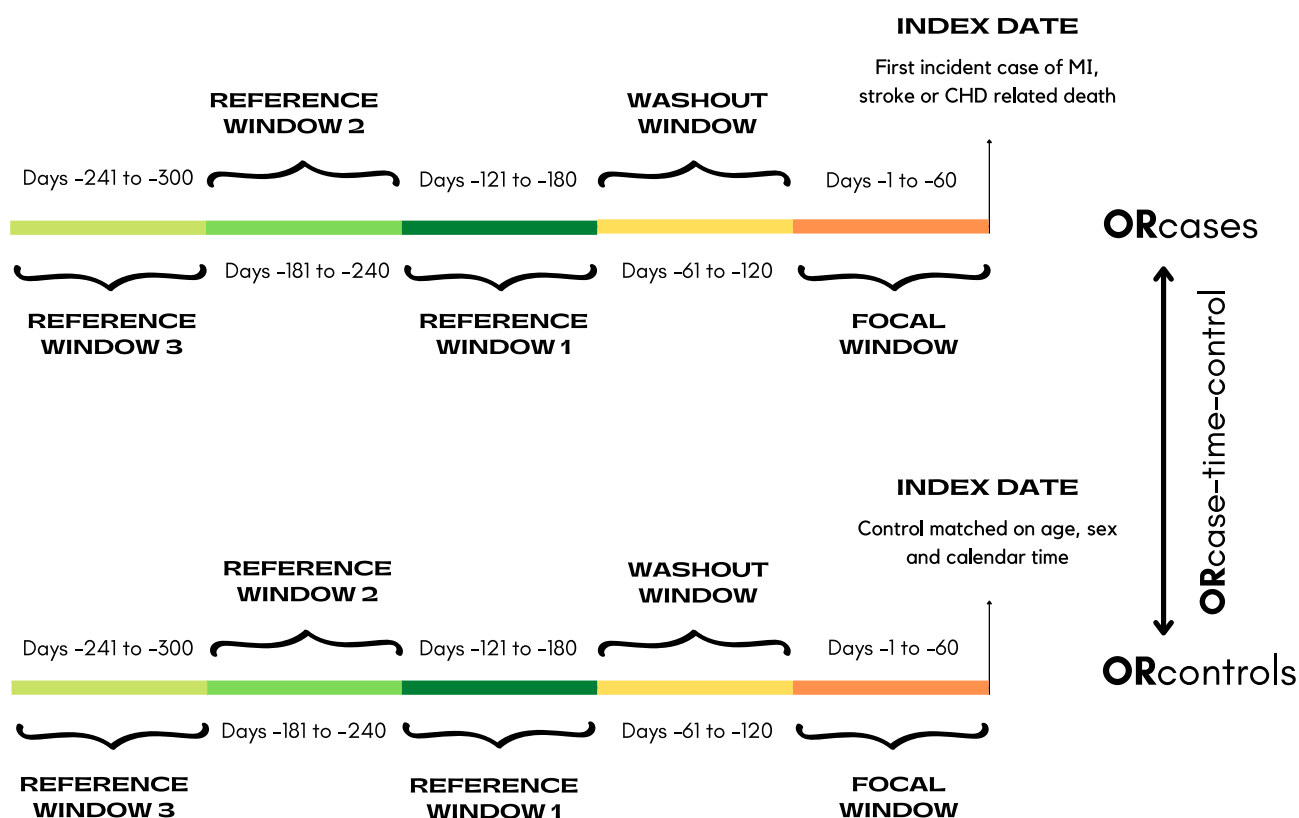 INDEX DATE
First incident case of MI,
stroke or CHD related death
REFERENCE
WINDOW 2
WASHOUT
WINDOW
Days -241 to -300
Days -121 to -180
Days -1 to -60
Days -181 to -240
Days -61 to -120
REFERENCE
WINDOW 3
REFERENCE
WINDOW 1
FOCAL
WINDOW
ORcases
ORcase-time-control
ORcontrols
INDEX DATE
Control matched on age, sex
and calendar time
REFERENCE
WINDOW 2
WASHOUT
WINDOW
Days -241 to -300
Days -121 to -180
Days -1 to -60
Days -181 to -240
Days -61 to -120
REFERENCE
WINDOW 3
REFERENCE
WINDOW 1
FOCAL
WINDOW